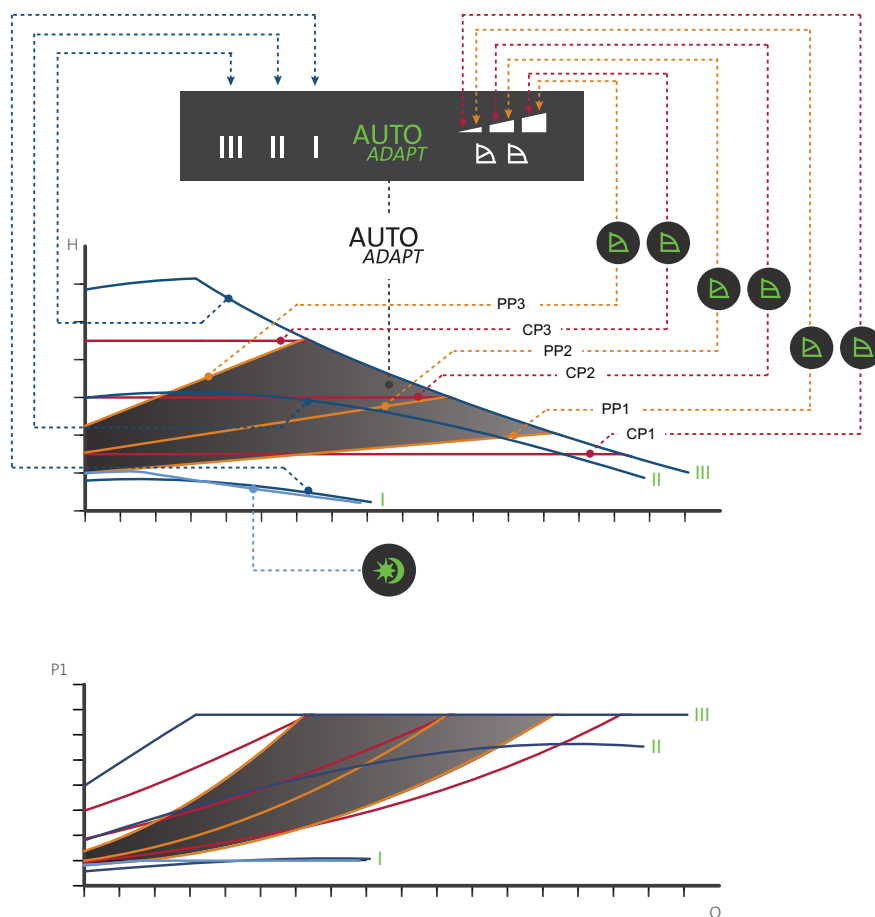 III II I AUTO
ADAPT
AUTO
ADAPT
H
PP3
CP3
PP2
CP2
PP1
CP1
III
II
I
P1
III
II
I
Q